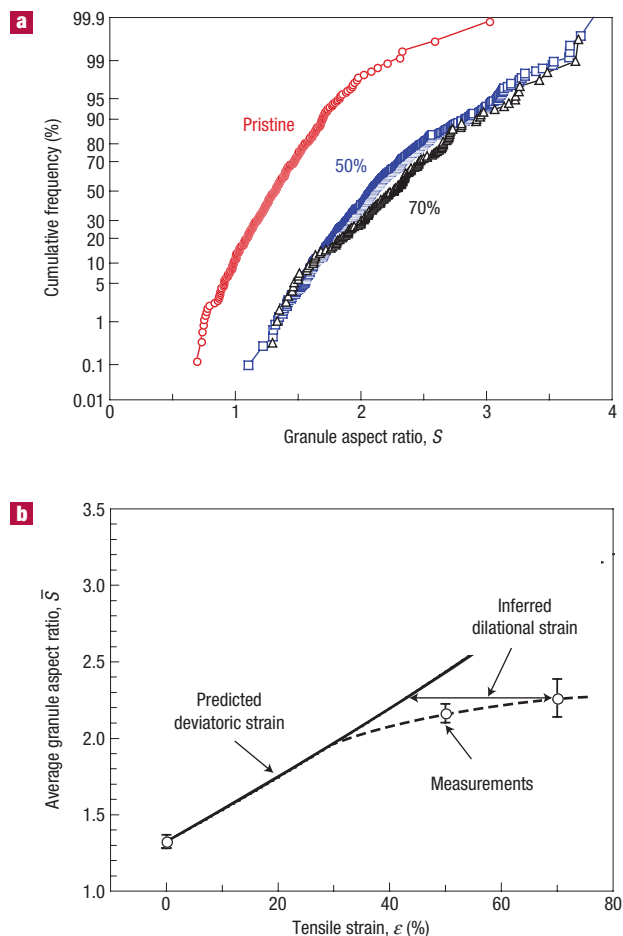 a
99.9
99
95
90
80
70
50
30
20
10
5
1
0.1
0.01
Cumulative frequency (%)
Pristine
50%
70%
0
1
2
3
4
Granule aspect ratio, S
b
3.5
3.0
2.5
2.0
1.5
1.0
Average granule aspect ratio, S̅
Inferred
dilational strain
Predicted
deviatoric strain
Measurements
0
20
40
60
80
Tensile strain, ε (%)